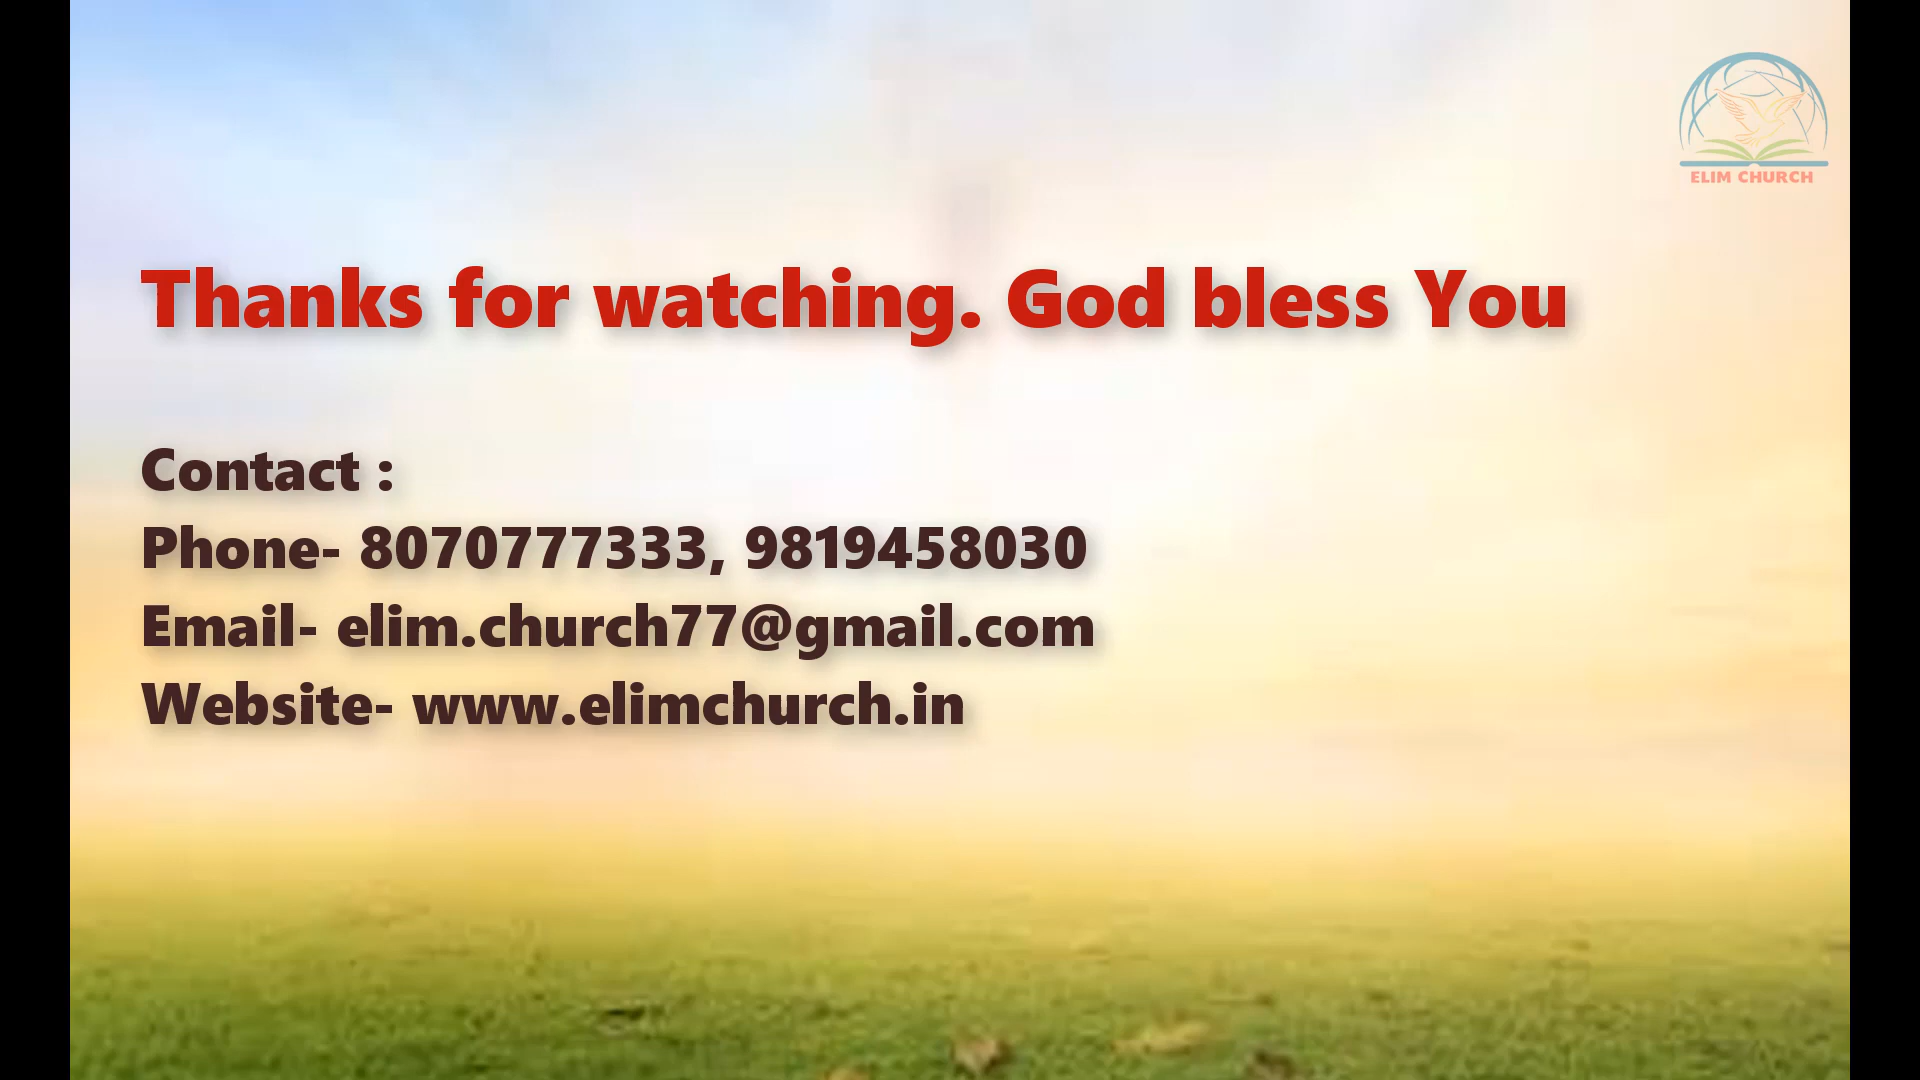 ELIM CHURCH
Thanks for watching. God bless You
Contact :
Phone- 8070777333, 9819458030
Email- elim.church77@gmail.com
Website- www.elimchurch.in